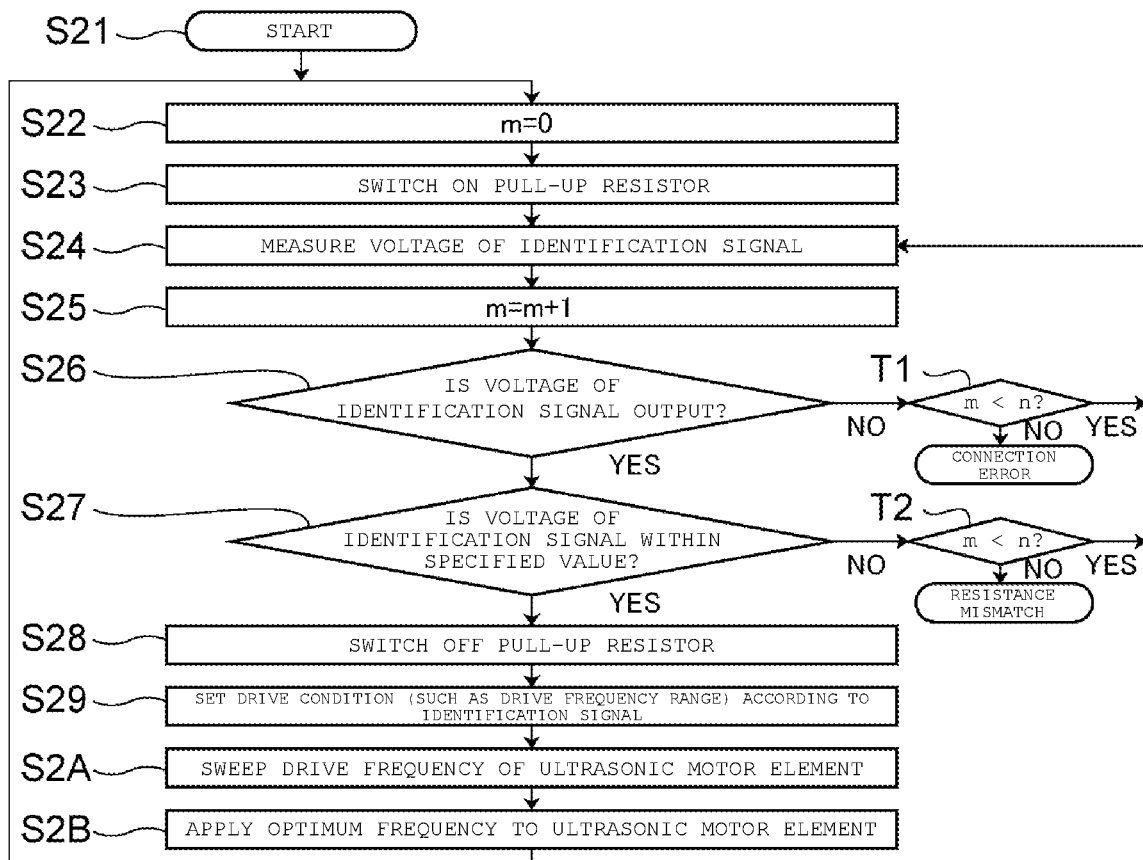 S21
START
S22
m=0
S23
SWITCH ON PULL-UP RESISTOR
S24
MEASURE VOLTAGE OF IDENTIFICATION SIGNAL
S25
m=m+1
S26
IS VOLTAGE OF
IDENTIFICATION SIGNAL OUTPUT?
NO
YES
T1
m < n?
NO
YES
CONNECTION
ERROR
S27
IS VOLTAGE OF
IDENTIFICATION SIGNAL WITHIN
SPECIFIED VALUE?
NO
YES
T2
m < n?
NO
YES
RESISTANCE
MISMATCH
S28
SWITCH OFF PULL-UP RESISTOR
S29
SET DRIVE CONDITION (SUCH AS DRIVE FREQUENCY RANGE) ACCORDING TO
IDENTIFICATION SIGNAL
S2A
SWEEP DRIVE FREQUENCY OF ULTRASONIC MOTOR ELEMENT
S2B
APPLY OPTIMUM FREQUENCY TO ULTRASONIC MOTOR ELEMENT